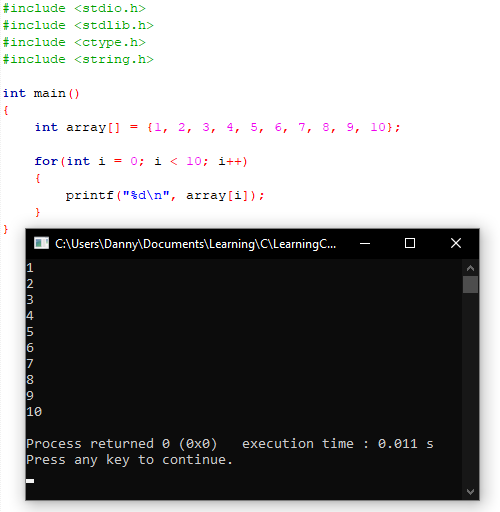 #include <stdio.h>
#include <stdlib.h>
#include <ctype.h>
#include <string.h>
int main()
{
    int array[] = {1, 2, 3, 4, 5, 6, 7, 8, 9, 10};
    for(int i = 0; i < 10; i++)
    {
        printf("%d\n", array[i]);
    }
}
C:\Users\Danny\Documents\Learning\C\LearningC...
1
2
3
4
5
6
7
8
9
10
Process returned 0 (0x0)   execution time : 0.011 s
Press any key to continue.